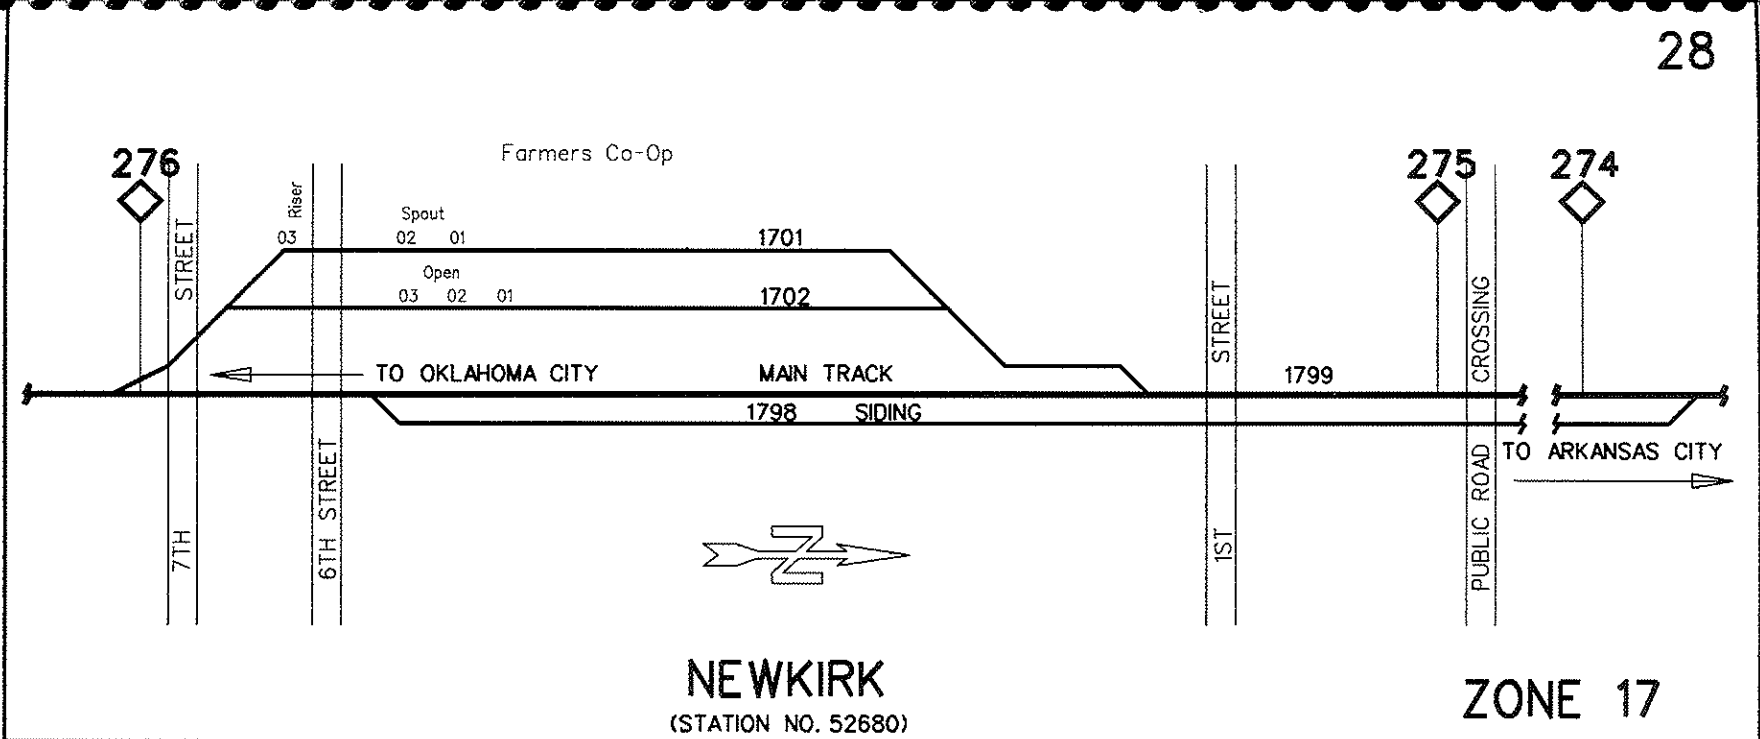 28
276
Farmers Co-Op
275
274
STREET
Riser
Spout
03
02 01
1701
Open
03 02 01
1702
STREET
CROSSING
TO OKLAHOMA CITY
MAIN TRACK
1799
1798 SIDING
TO ARKANSAS CITY
7TH
6TH STREET
N
1ST
PUBLIC ROAD
NEWKIRK
(STATION NO. 52680)
ZONE 17